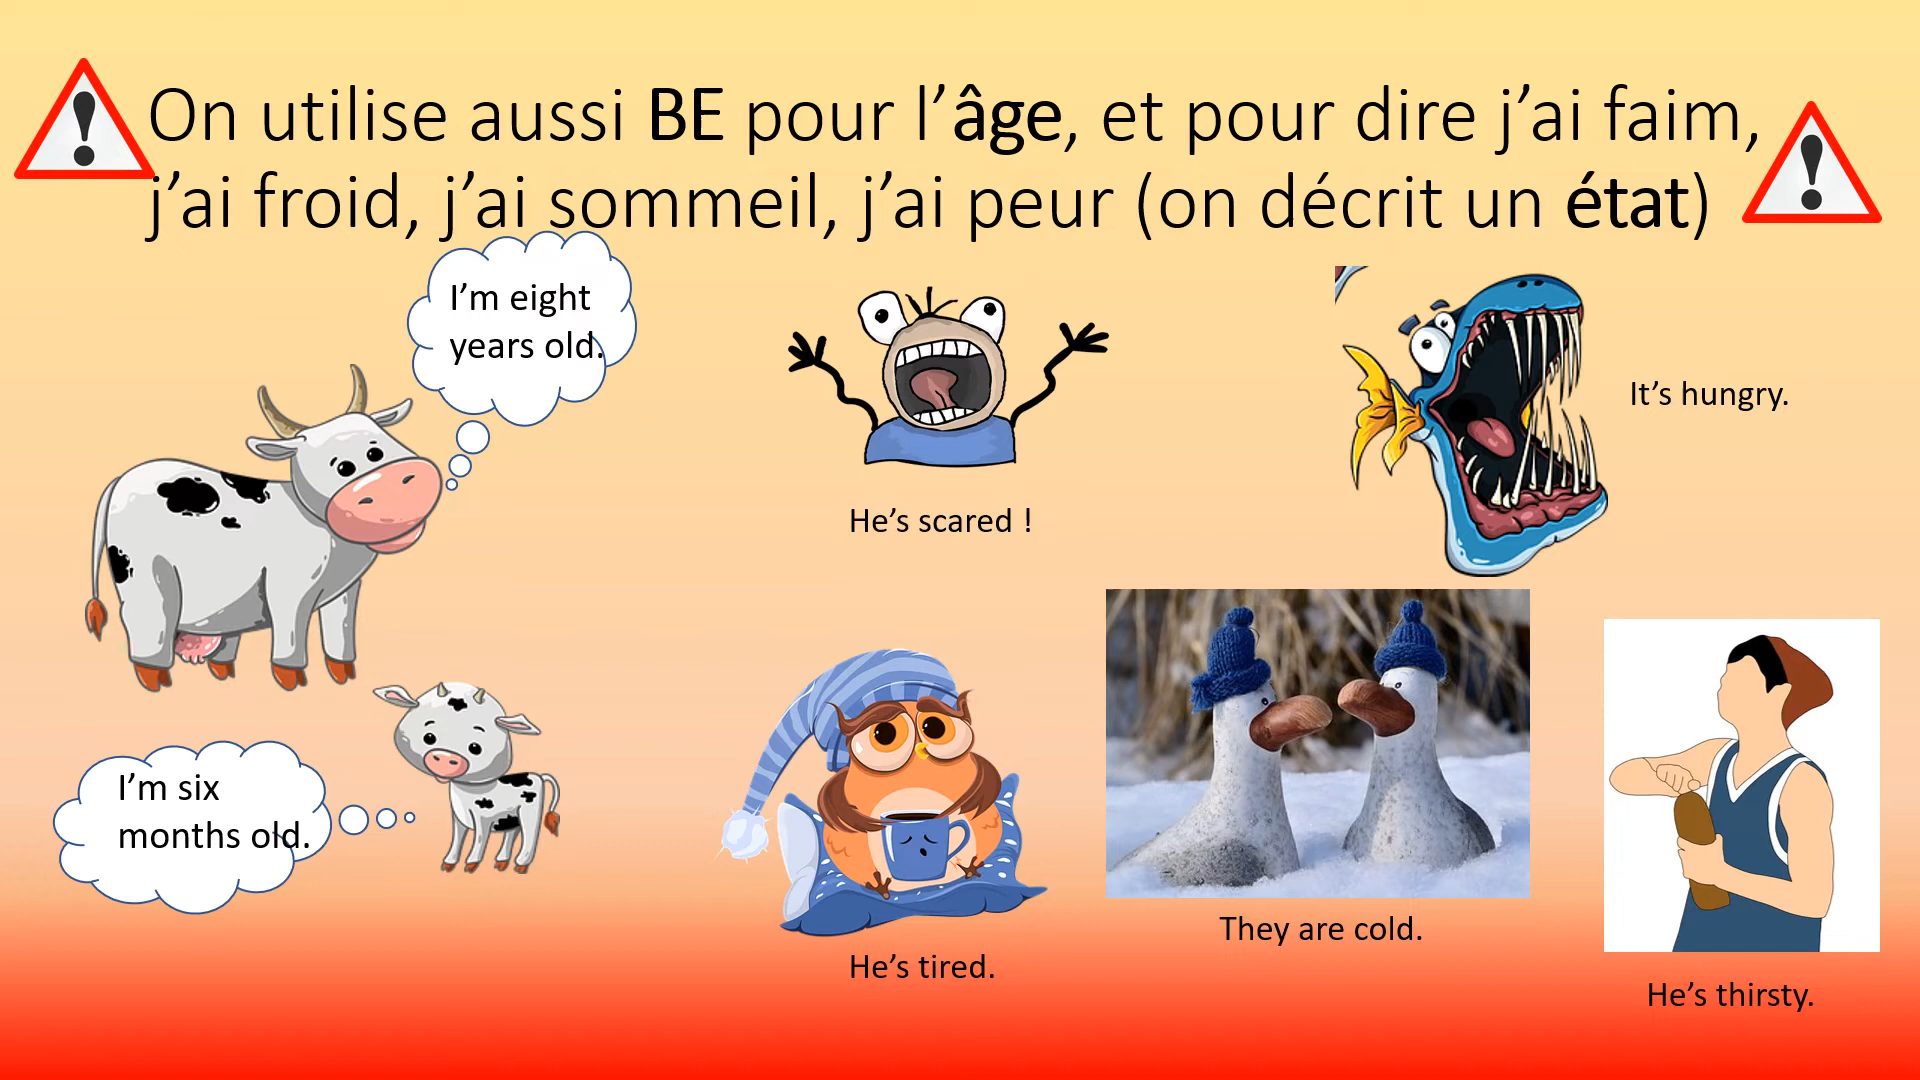 On utilise aussi BE pour l’âge, et pour dire j’ai faim,
j’ai froid, j’ai sommeil, j’ai peur (on décrit un état)
I’m eight
years old.
He’s scared !
It’s hungry.
I’m six
months old.
He’s tired.
They are cold.
He’s thirsty.